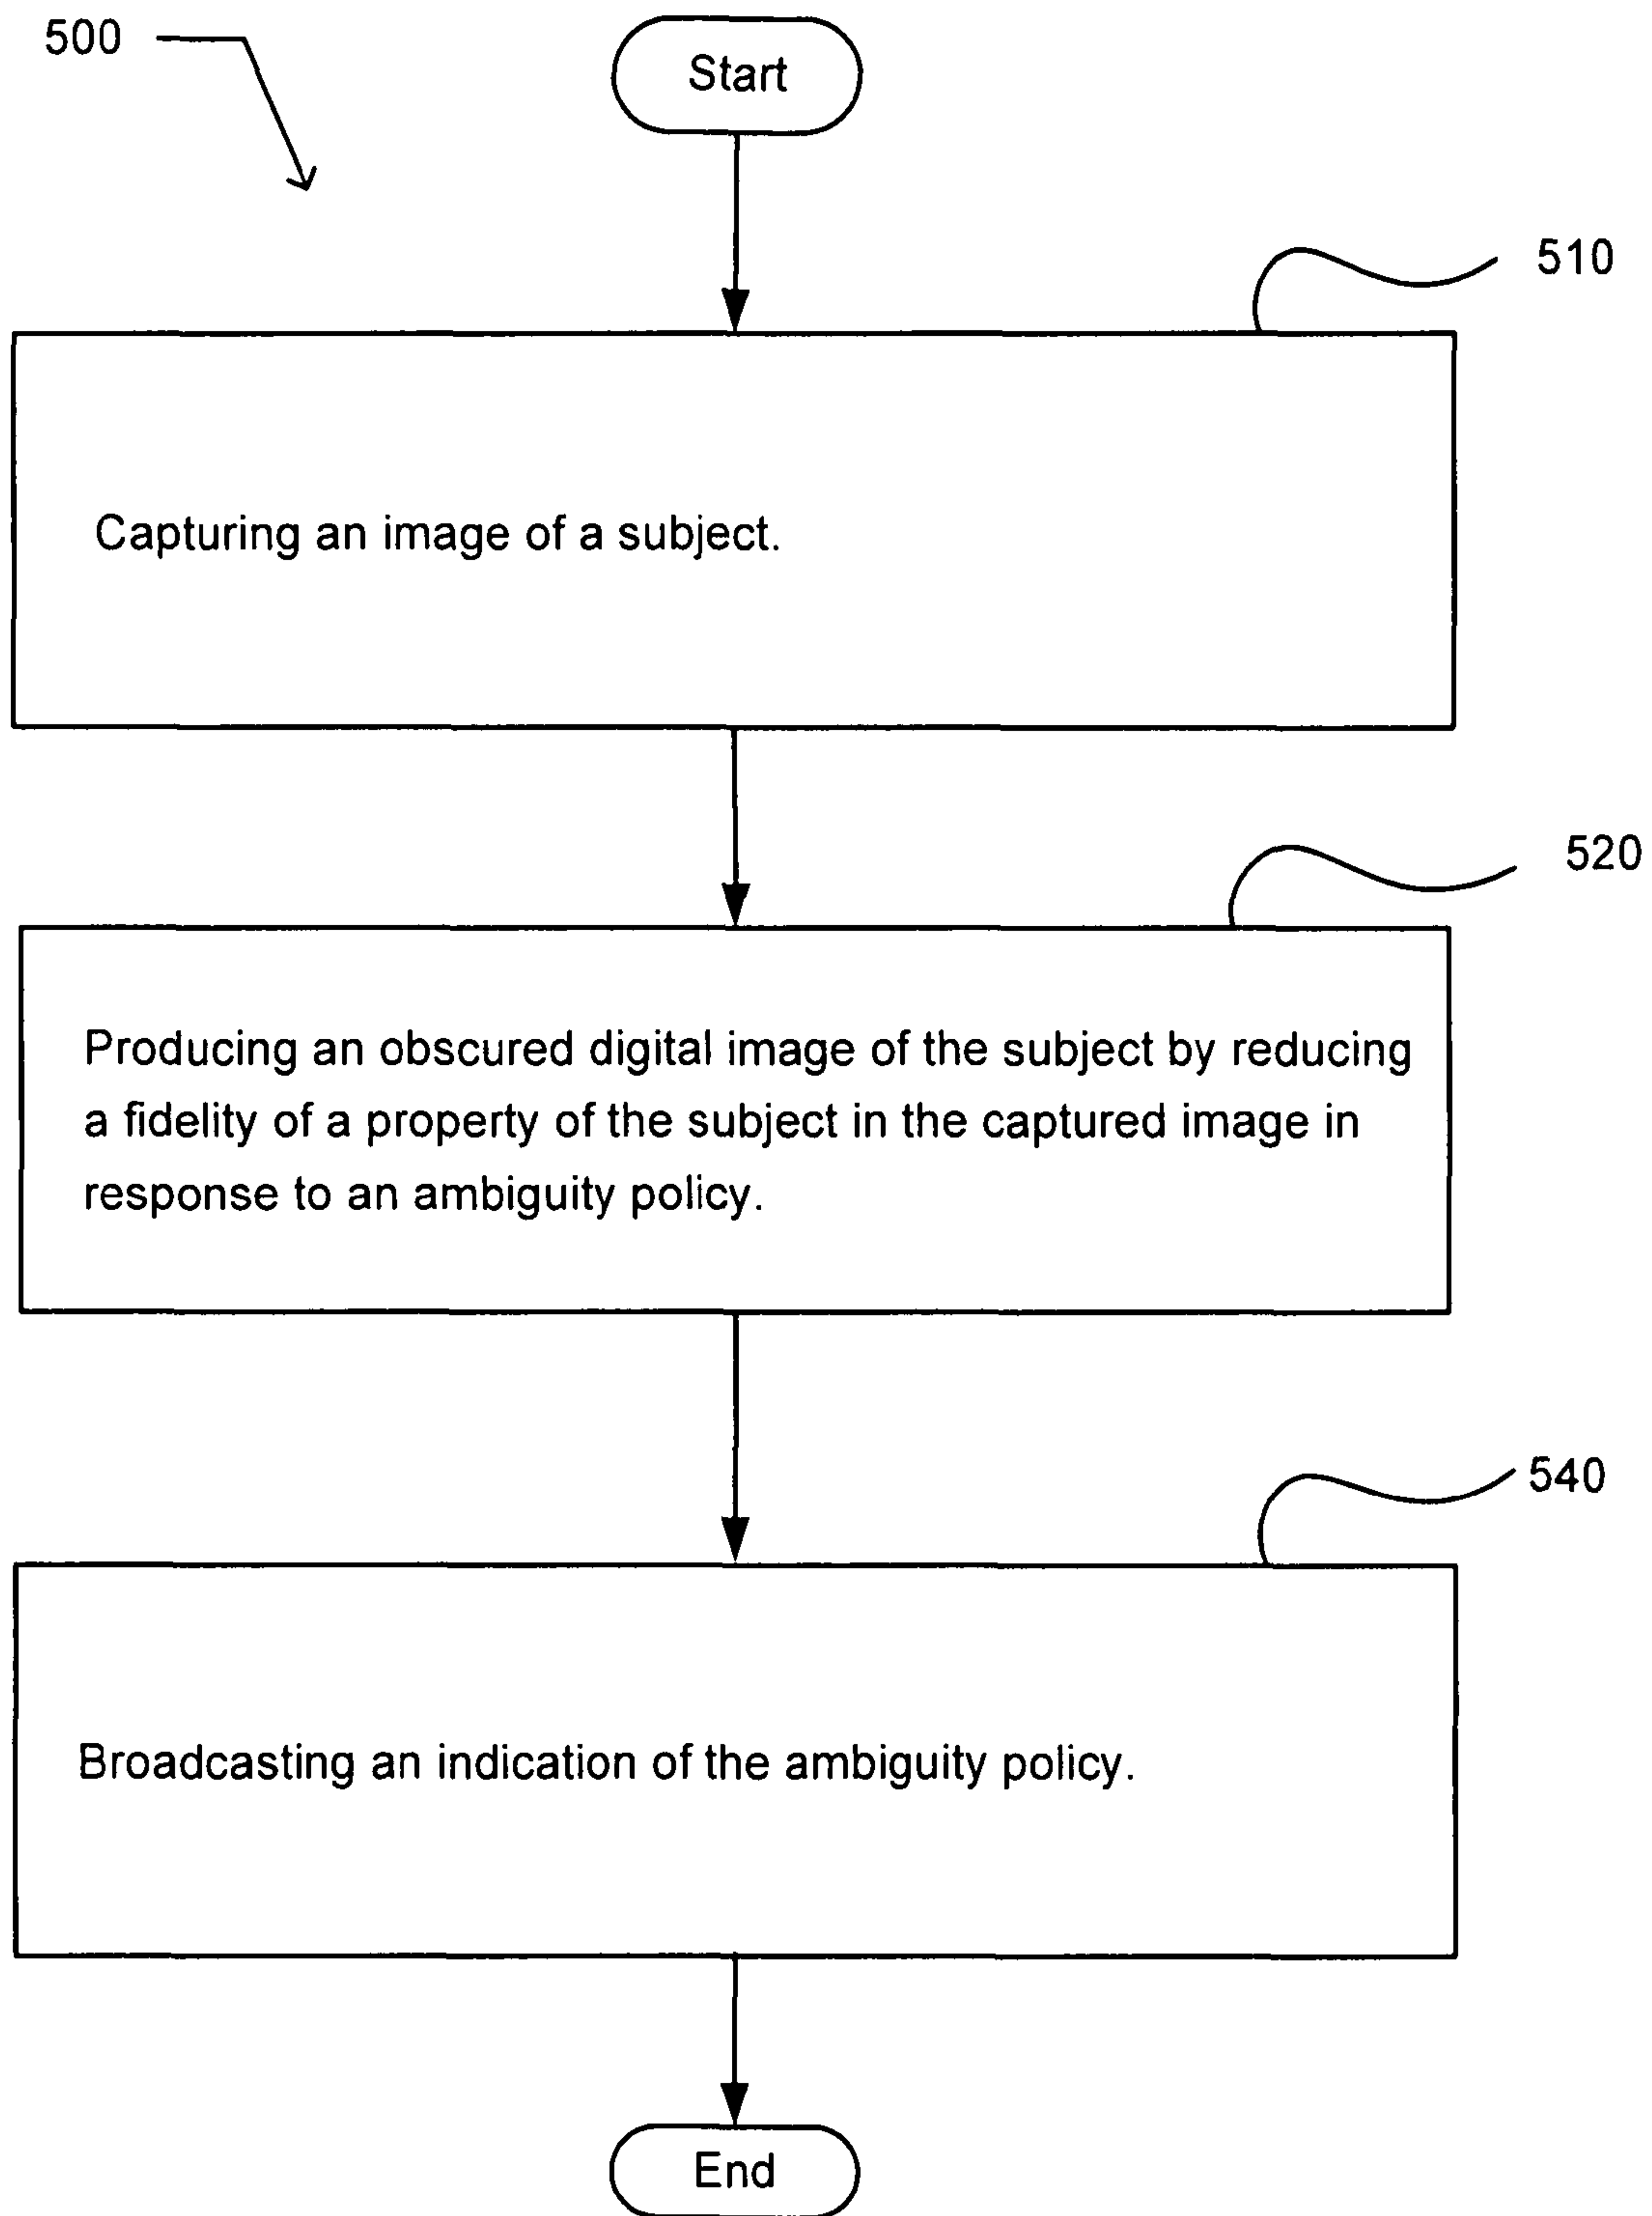 500
Start
510
Capturing an image of a subject.
520
Producing an obscured digital image of the subject by reducing
a fidelity of a property of the subject in the captured image in
response to an ambiguity policy.
540
Broadcasting an indication of the ambiguity policy.
End